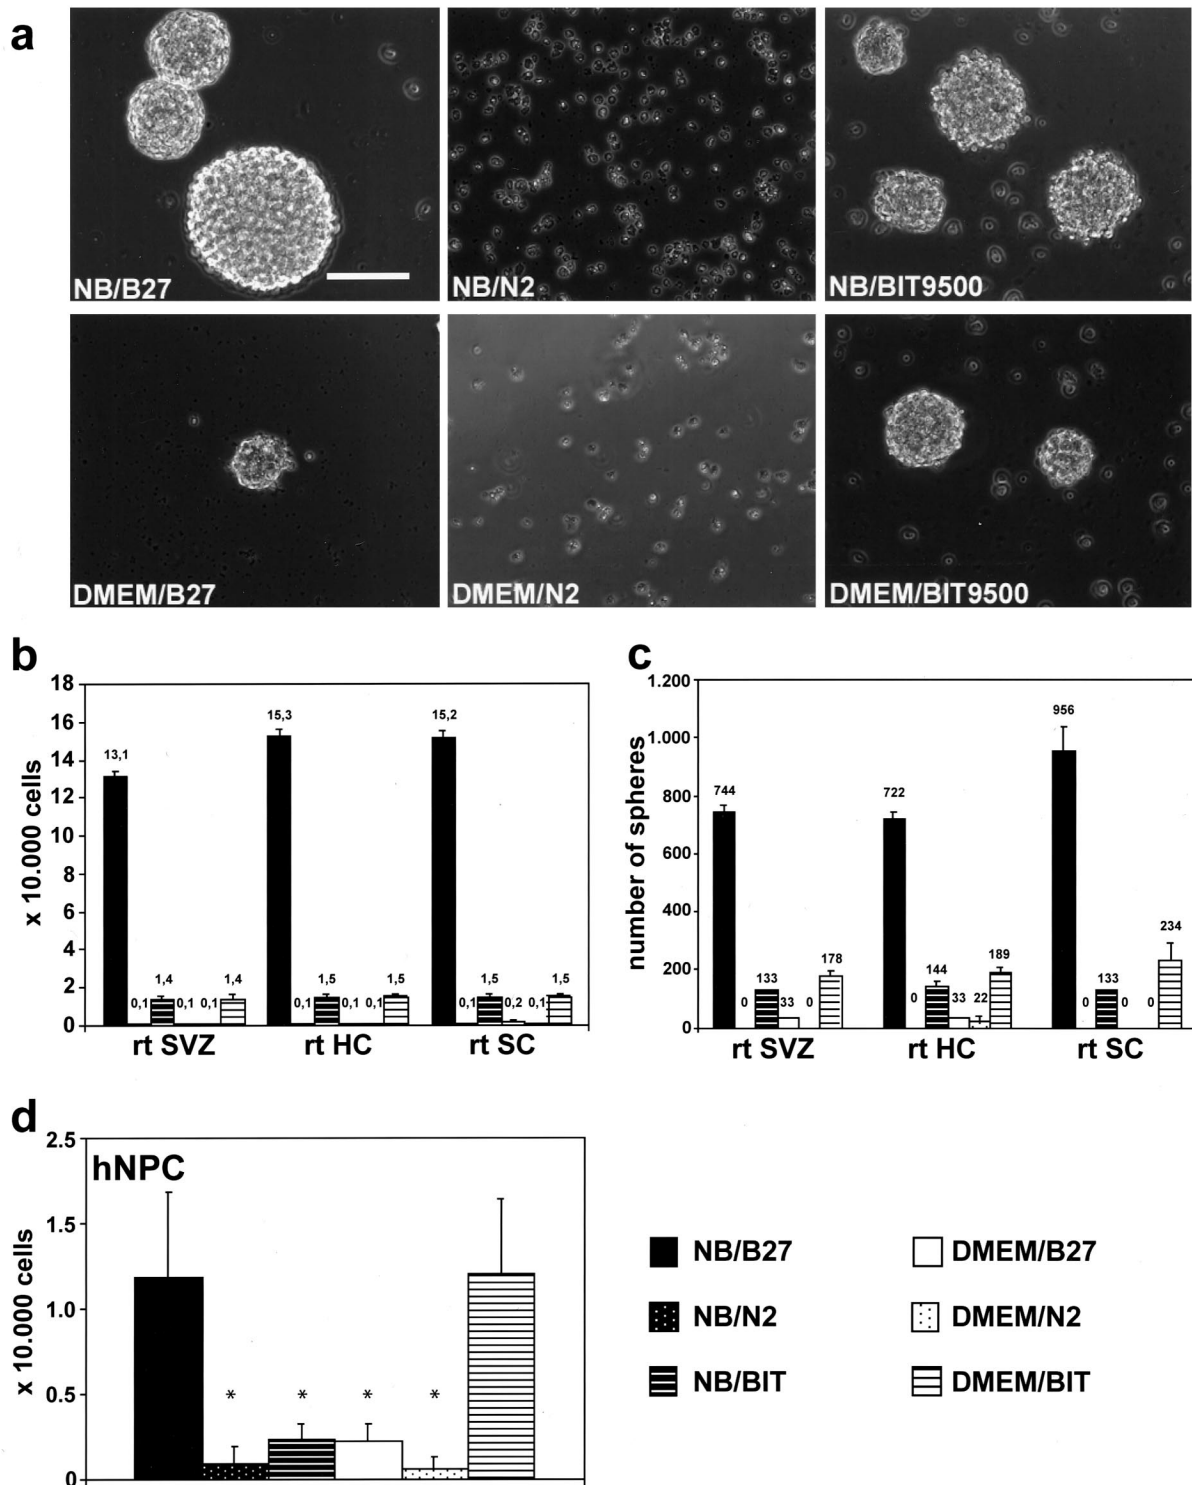 a
NB/B27
NB/N2
NB/BIT9500
DMEM/B27
DMEM/N2
DMEM/BIT9500
b
18
16
14
12
10
8
6
4
2
0
x 10.000 cells
13,1
0,1
1,4
0,1
0,1
1,4
15,3
0,1
1,5
0,1
0,1
1,5
15,2
0,1
1,5
0,2
0,1
1,5
rt SVZ
rt HC
rt SC
c
1.200
1.000
800
600
400
200
0
number of spheres
744
0
133
33
0
178
722
0
144
33
22
189
956
0
133
0
0
234
rt SVZ
rt HC
rt SC
d
hNPC
2.5
1.5
1.0
0.5
0
x 10.000 cells
* * * *
NB/B27
DMEM/B27
NB/N2
DMEM/N2
NB/BIT
DMEM/BIT